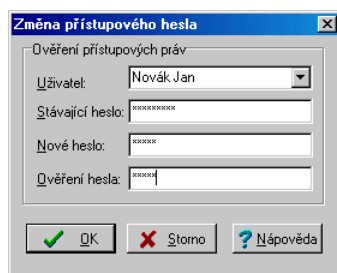 Změna přístupového hesla
Ověření přístupových práv
Uživatel: Novák Jan
Stávající heslo: *********
Nové heslo: *****
Ověření hesla: *****
OK Storno ? Nápověda